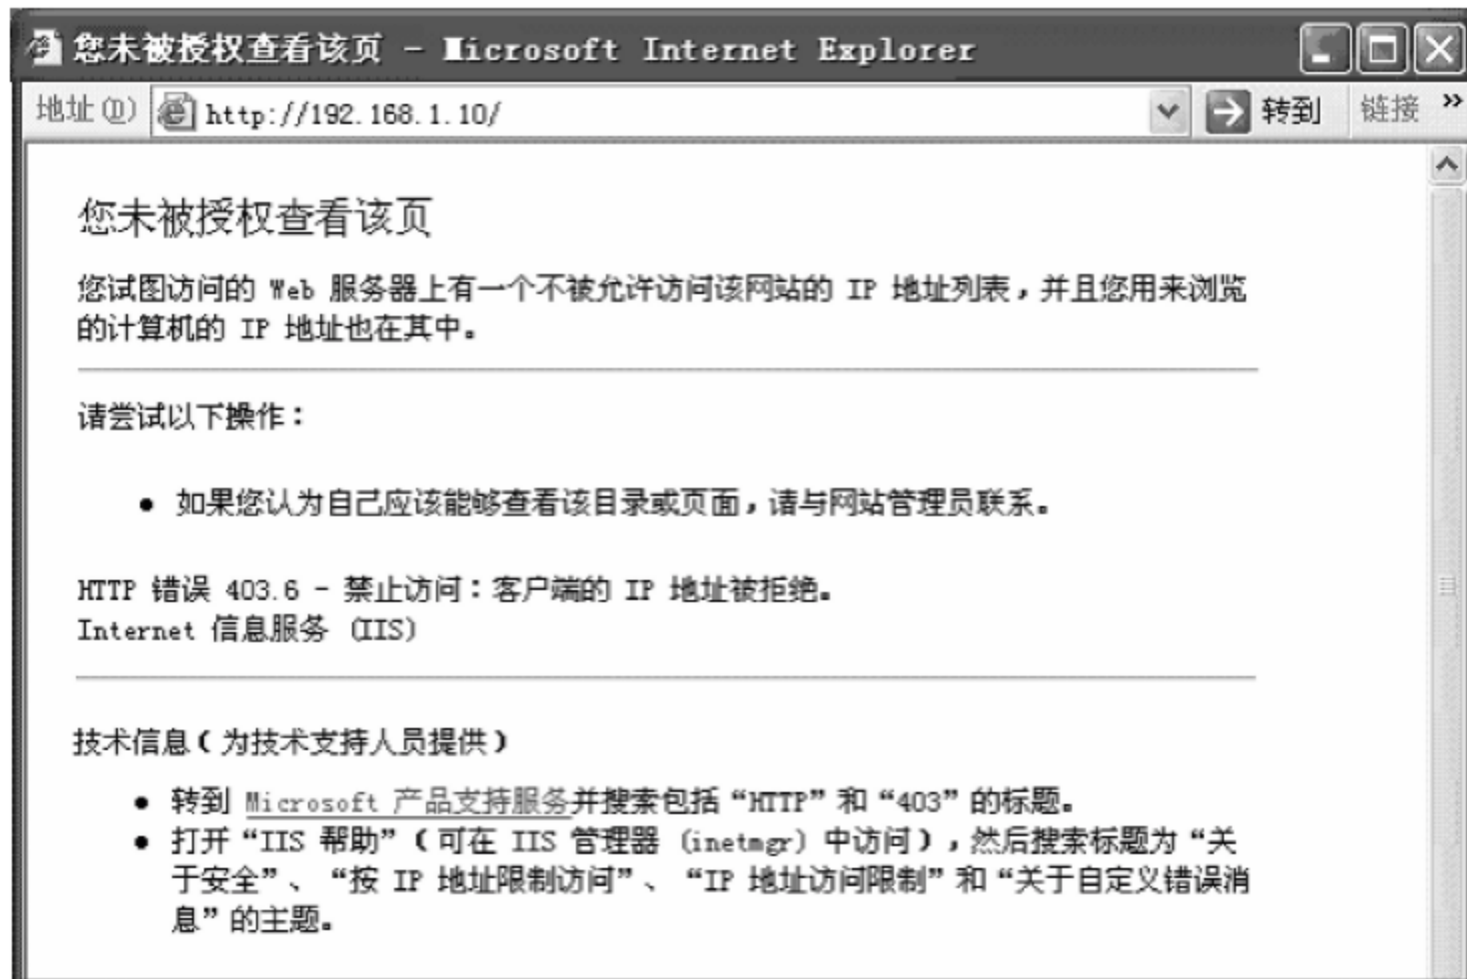 您未被授权查看该页 - Microsoft Internet Explorer
地址(D) http://192.168.1.10/ 转到 链接 »
您未被授权查看该页
您试图访问的 Web 服务器上有一个不被允许访问该网站的 IP 地址列表，并且您用来浏览
的计算机的 IP 地址也在其中。
请尝试以下操作：
● 如果您认为自己应该能够查看该目录或页面，请与网站管理员联系。
HTTP 错误 403.6 - 禁止访问：客户端的 IP 地址被拒绝。
Internet 信息服务 (IIS)
技术信息（为技术支持人员提供）
● 转到 Microsoft 产品支持服务并搜索包括“HTTP”和“403”的标题。
● 打开“IIS 帮助”（可在 IIS 管理器 (inetmgr) 中访问），然后搜索标题为“关
于安全”、“按 IP 地址限制访问”、“IP 地址访问限制”和“关于自定义错误消
息”的主题。